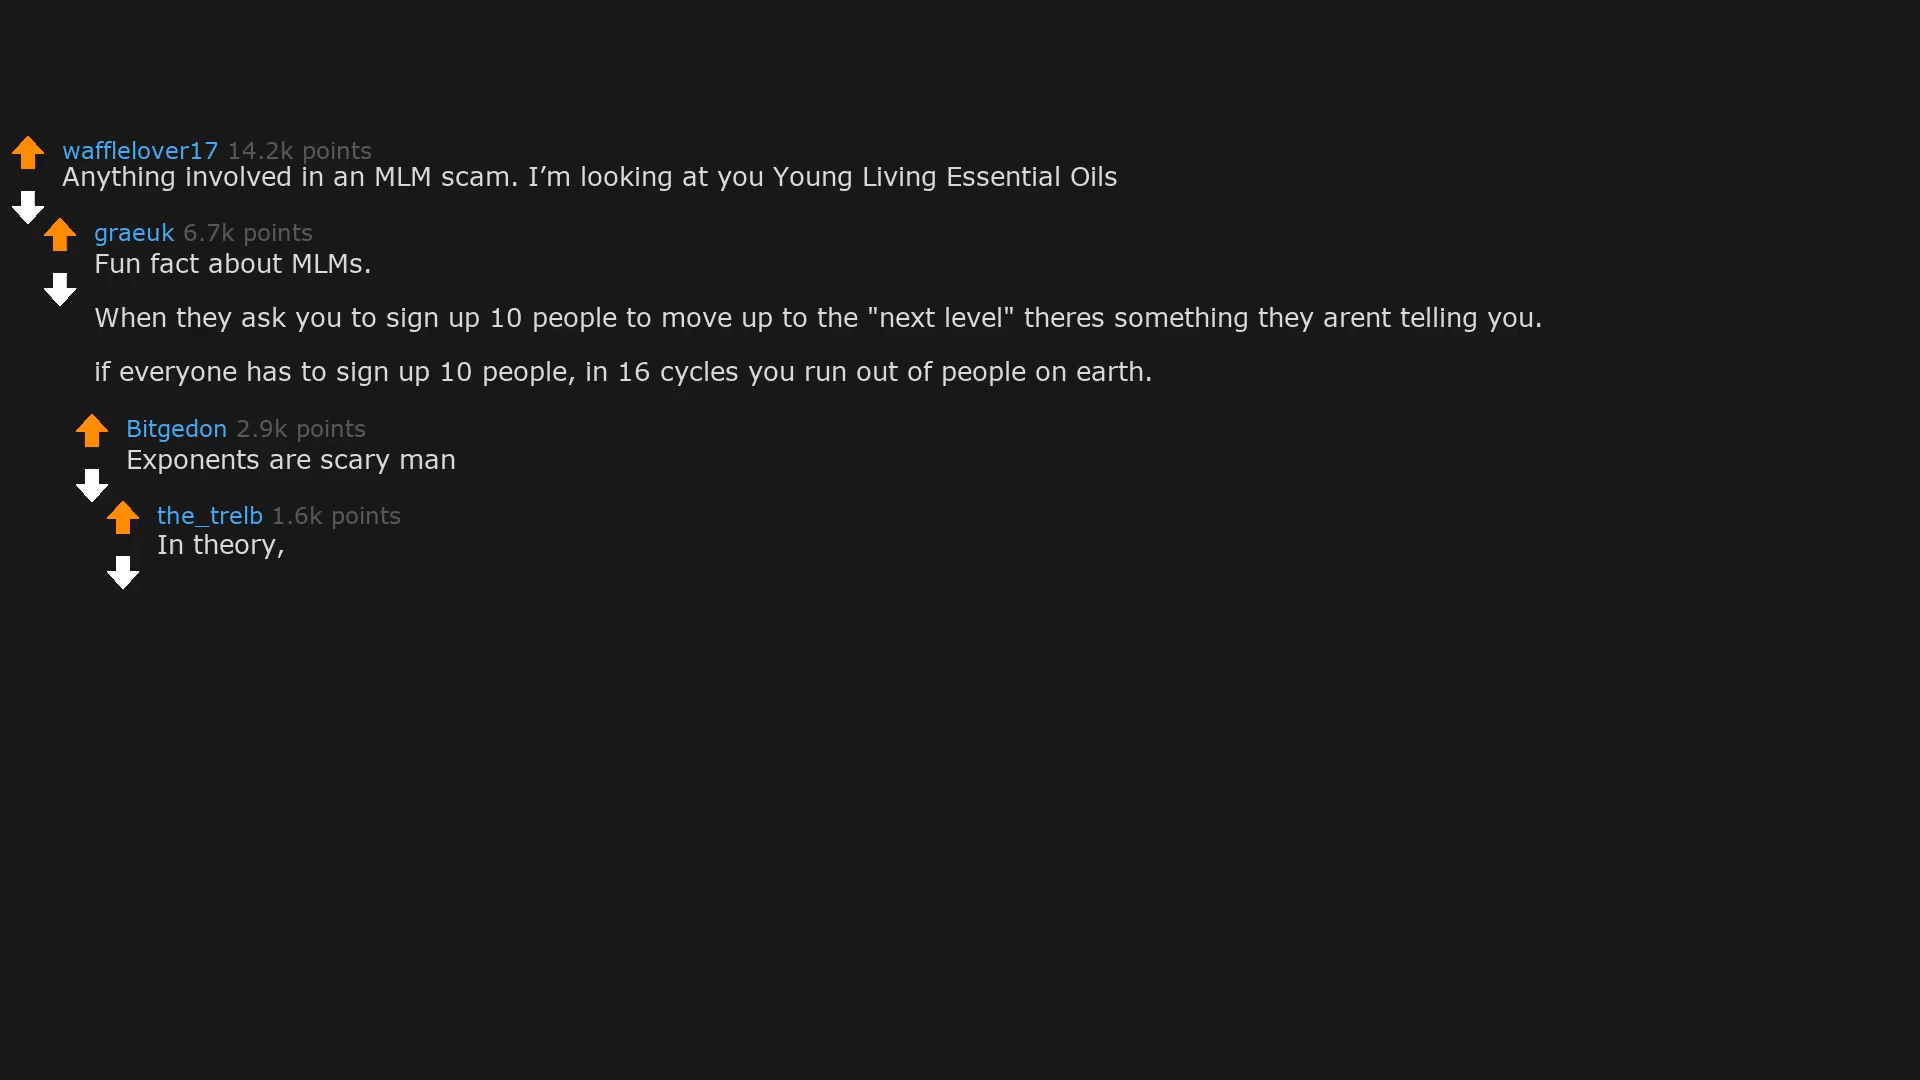 wafflelover17 14.2k points
Anything involved in an MLM scam. I’m looking at you Young Living Essential Oils
graeuk 6.7k points
Fun fact about MLMs.
When they ask you to sign up 10 people to move up to the "next level" theres something they arent telling you.
if everyone has to sign up 10 people, in 16 cycles you run out of people on earth.
Bitgedon 2.9k points
Exponents are scary man
the_trelb 1.6k points
In theory,